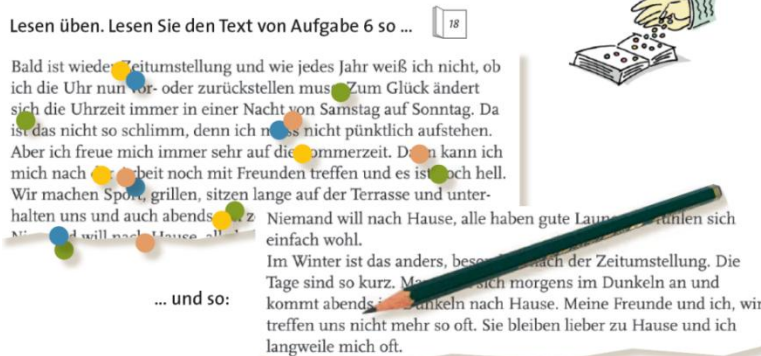 Lesen üben. Lesen Sie den Text von Aufgabe 6 so ...
18
Bald ist wieder Zeitumstellung und wie jedes Jahr weiß ich nicht, ob
ich die Uhr nun vor- oder zurückstellen muss. Zum Glück ändert
sich die Uhrzeit immer in einer Nacht von Samstag auf Sonntag. Da
ist das nicht so schlimm, denn ich muss nicht pünktlich aufstehen.
Aber ich freue mich immer sehr auf die Sommerzeit. Dann kann ich
mich nach der Arbeit noch mit Freunden treffen und es ist noch hell.
Wir machen Sport, grillen, sitzen lange auf der Terrasse und unter-
halten uns und auch abends
will nach Hause,
... und so:
Niemand will nach Hause, alle haben gute Laune fühlen sich
einfach wohl.
Im Winter ist das anders, besonders nach der Zeitumstellung. Die
Tage sind so kurz. Man sich morgens im Dunkeln an und
kommt abends im Dunkeln nach Hause. Meine Freunde und ich, wir
treffen uns nicht mehr so oft. Sie bleiben lieber zu Hause und ich
langweile mich oft.